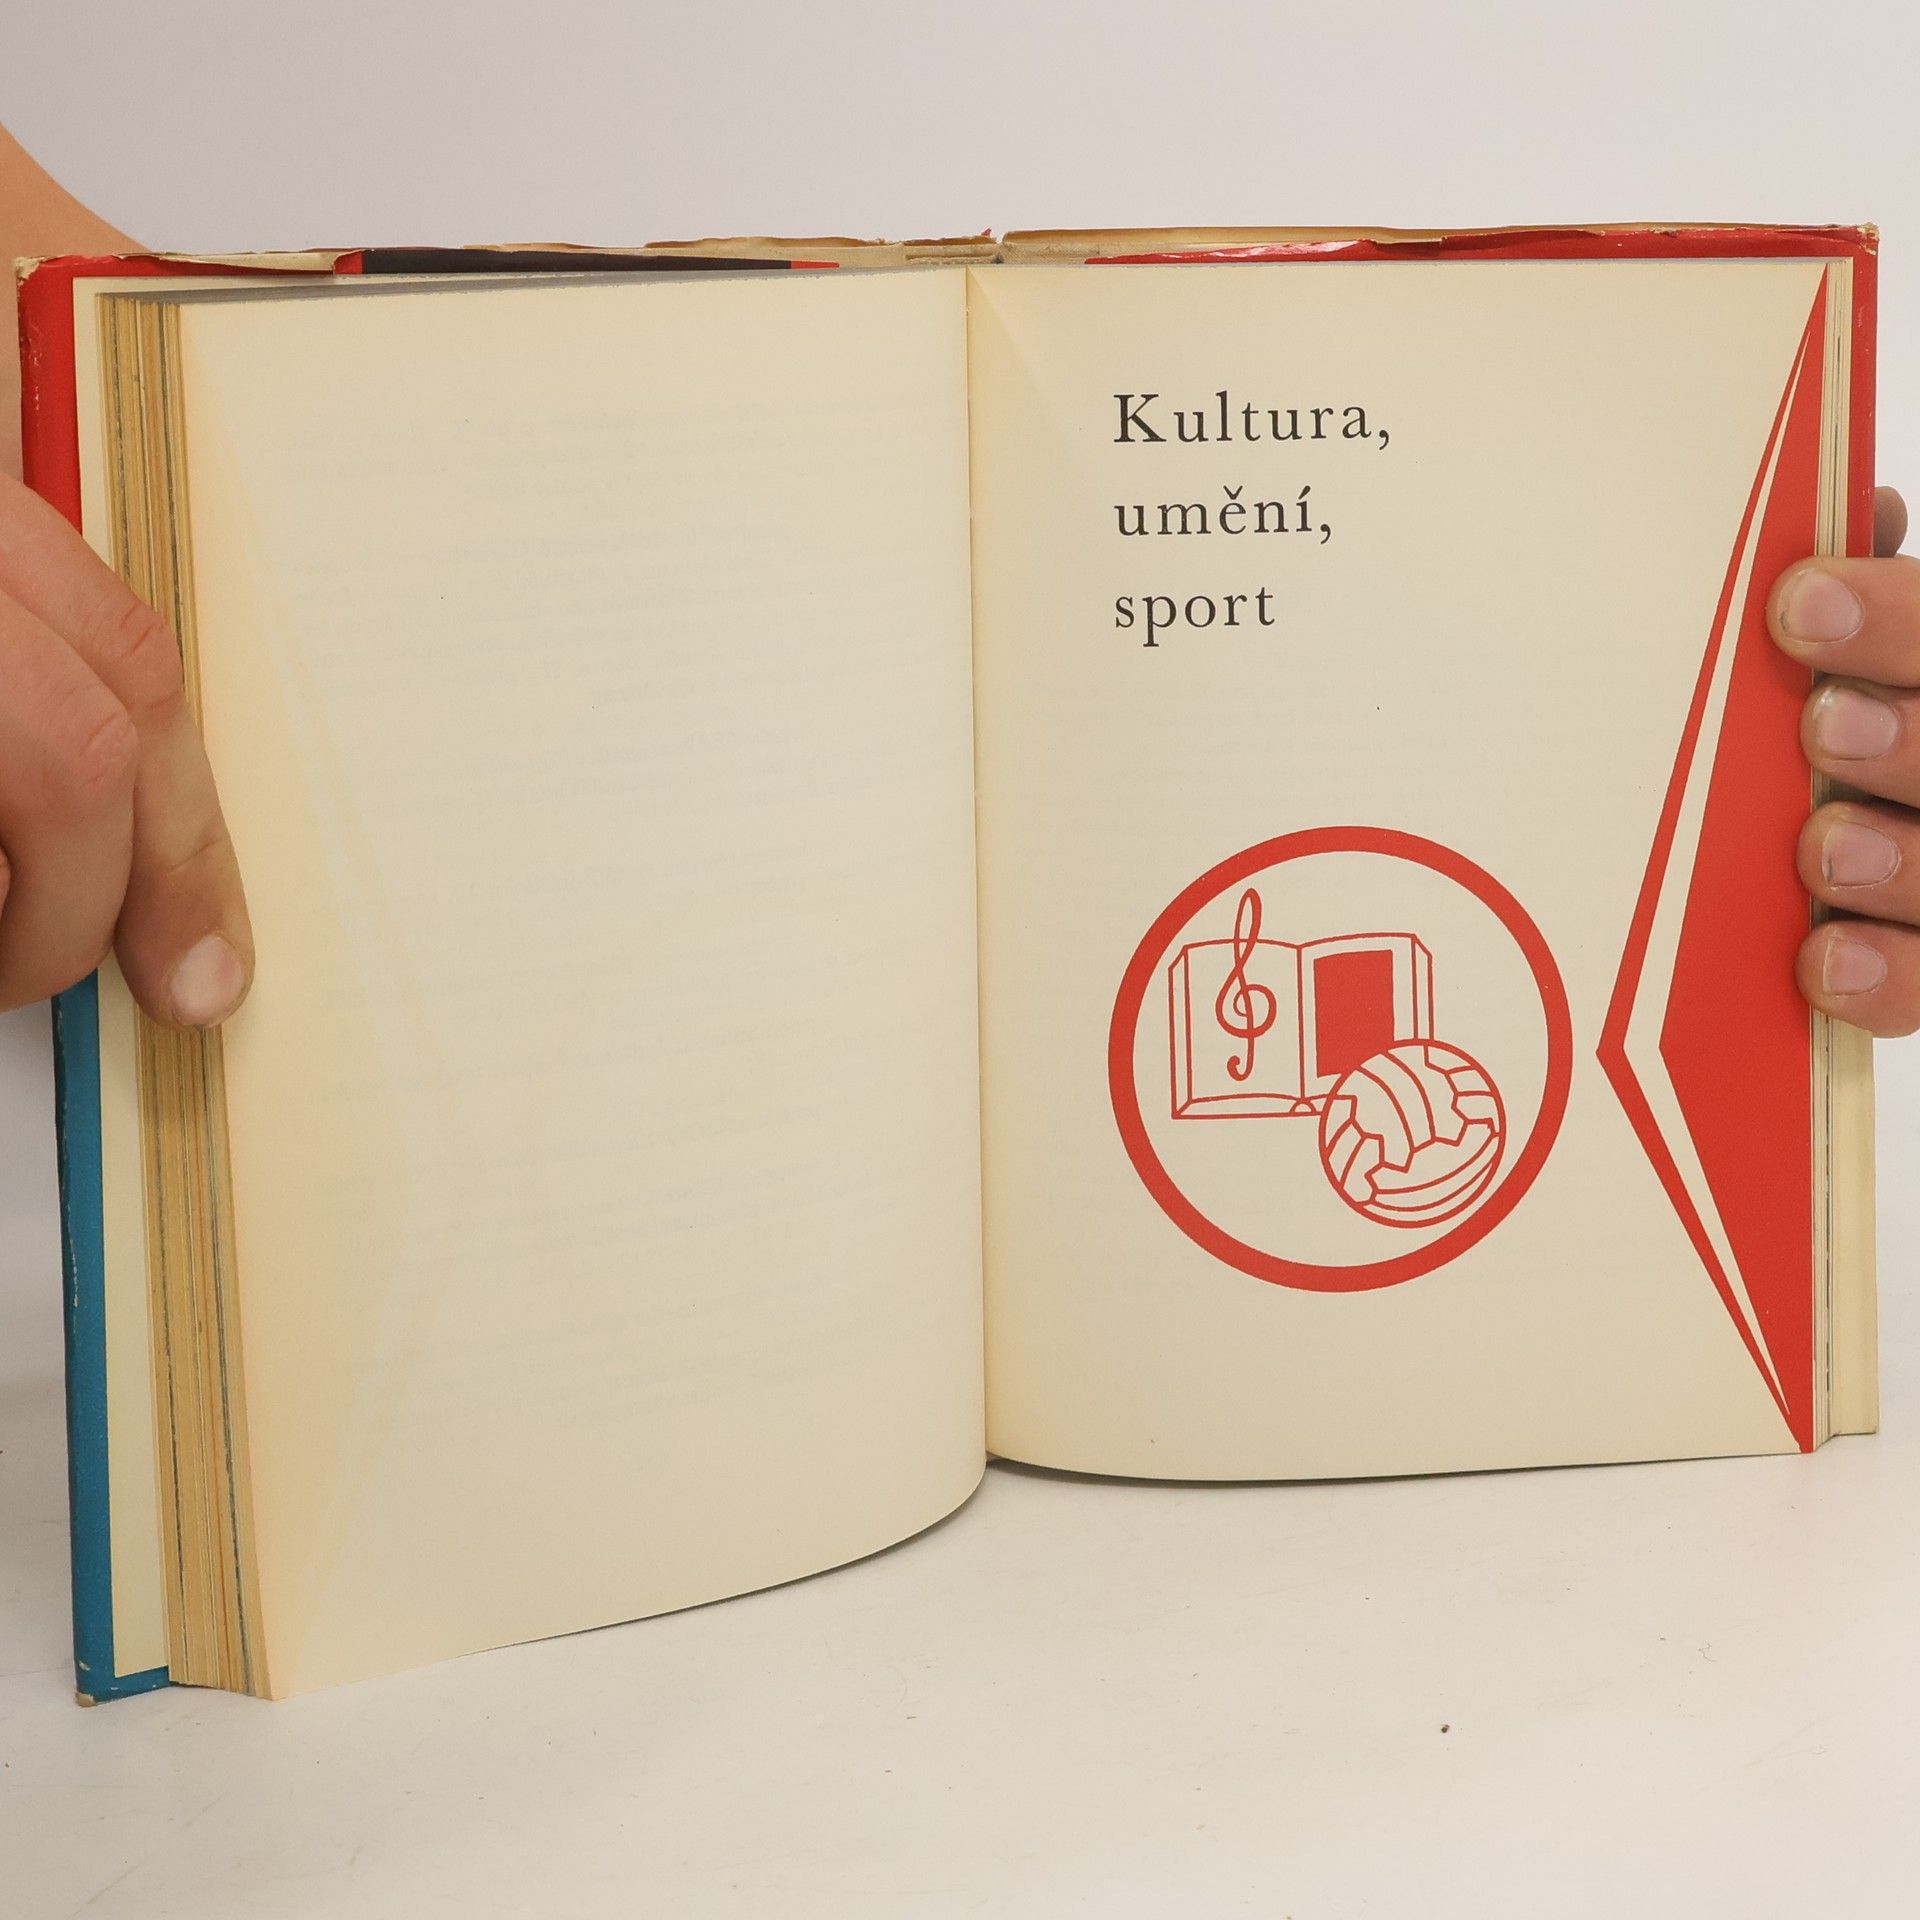 Kultura,
umění,
sport